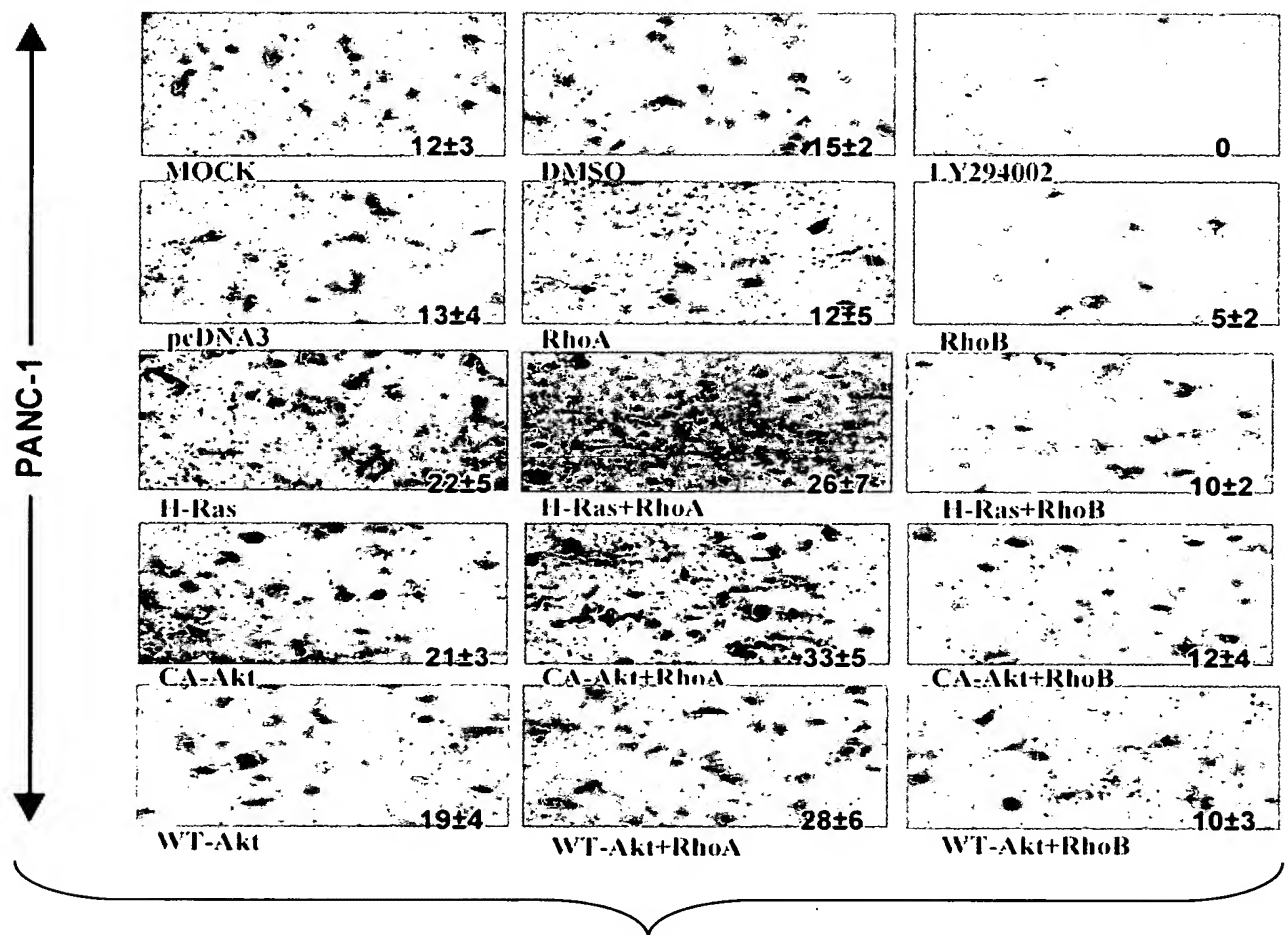 PANC-1
12±3 15±2 0
MOCK DMSO LY294002
13±4 12±5 5±2
pcDNA3 RhoA RhoB
22±5 26±7 10±2
H-Ras H-Ras+RhoA H-Ras+RhoB
21±3 33±5 12±4
CA-Akt CA-Akt+RhoA CA-Akt+RhoB
19±4 28±6 10±3
WT-Akt WT-Akt+RhoA WT-Akt+RhoB